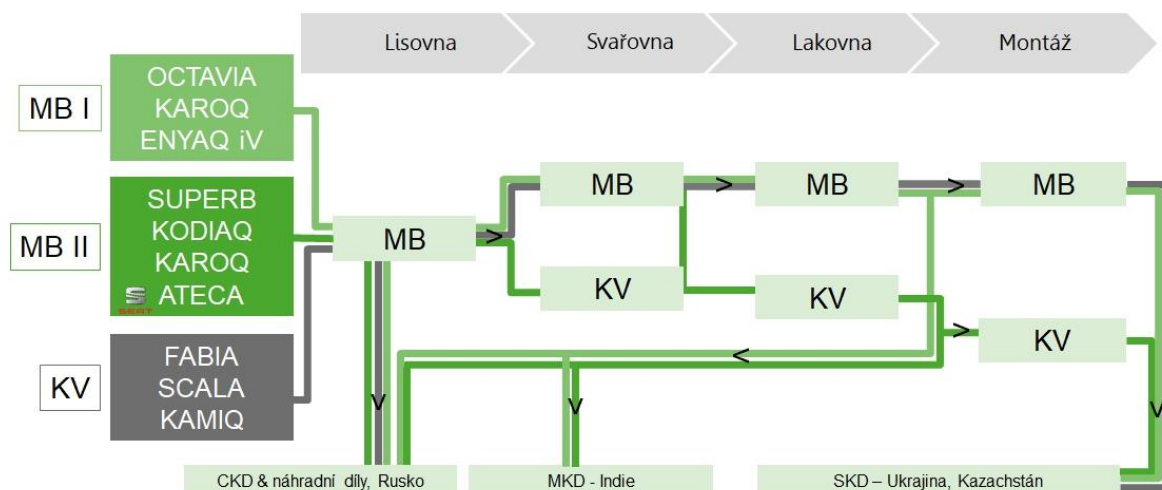 Lisovna
Svařovna
Lakovna
Montáž
MB I
OCTAVIA
KAROQ
ENYAQ iV
MB II
SUPERB
KODIAQ
KAROQ
ATECA
SEAT
KV
FABIA
SCALA
KAMIQ
MB
MB
KV
MB
KV
MB
KV
CKD & náhradní díly, Rusko
MKD - Indie
SKD – Ukrajina, Kazachstán